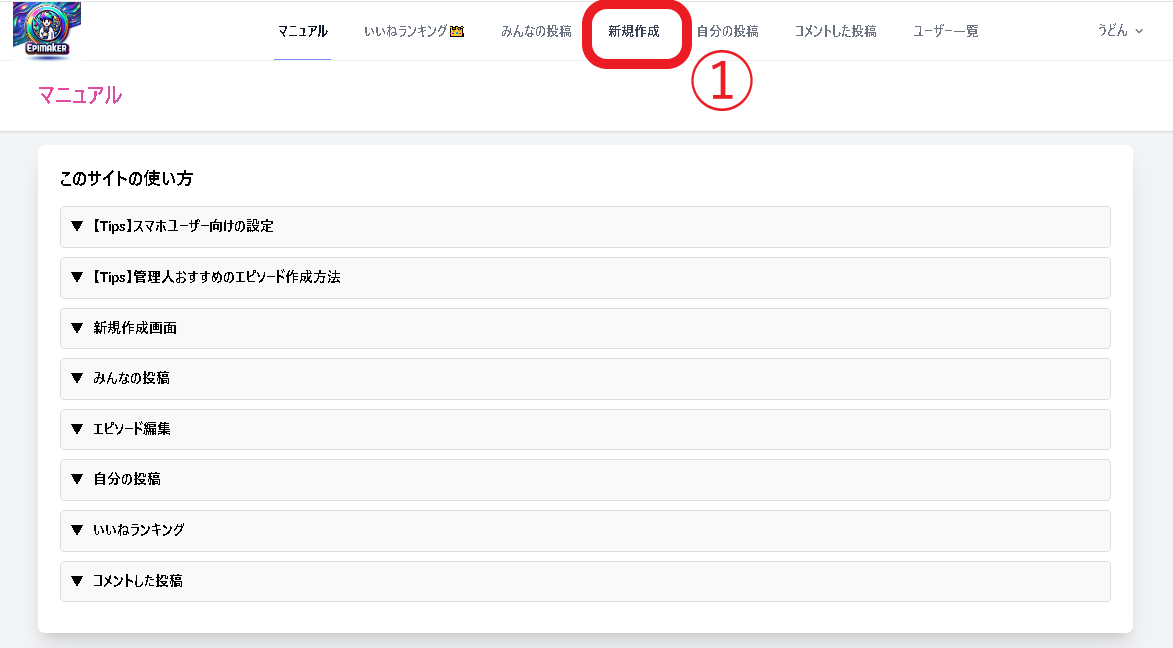 EPIMAKER
マニュアル いいねランキング👑 みんなの投稿 新規作成 自分の投稿 コメントした投稿 ユーザー一覧 うどん
①
マニュアル
このサイトの使い方
▼ 【Tips】スマホユーザー向けの設定
▼ 【Tips】管理人おすすめのエピソード作成方法
▼ 新規作成画面
▼ みんなの投稿
▼ エピソード編集
▼ 自分の投稿
▼ いいねランキング
▼ コメントした投稿